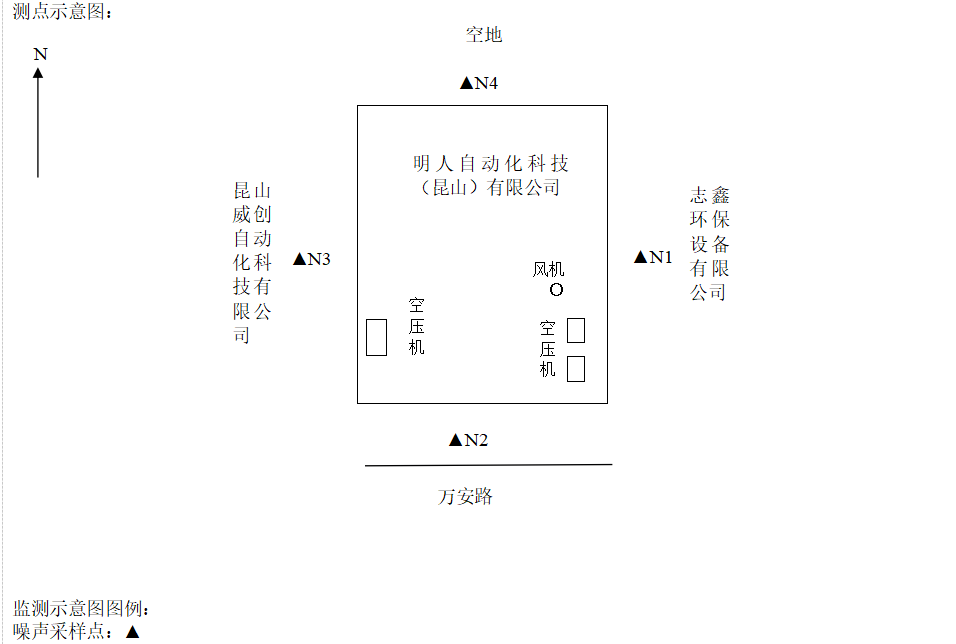 测点示意图：
空地
N
▲N4
明人自动化科技
（昆山）有限公司
昆山
威创
自动
化科
技有
限公
司
▲N3
▲N1
志鑫
环保
设备
有限
公司
风机
空
压
机
空
压
机
▲N2
万安路
监测示意图图例：
噪声采样点：▲